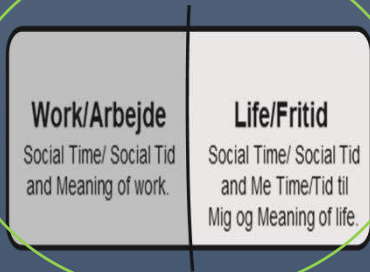 Work/Arbejde
Social Time/ Social Tid
and Meaning of work.
Life/Fritid
Social Time/ Social Tid
and Me Time/Tid til
Mig og Meaning of life.